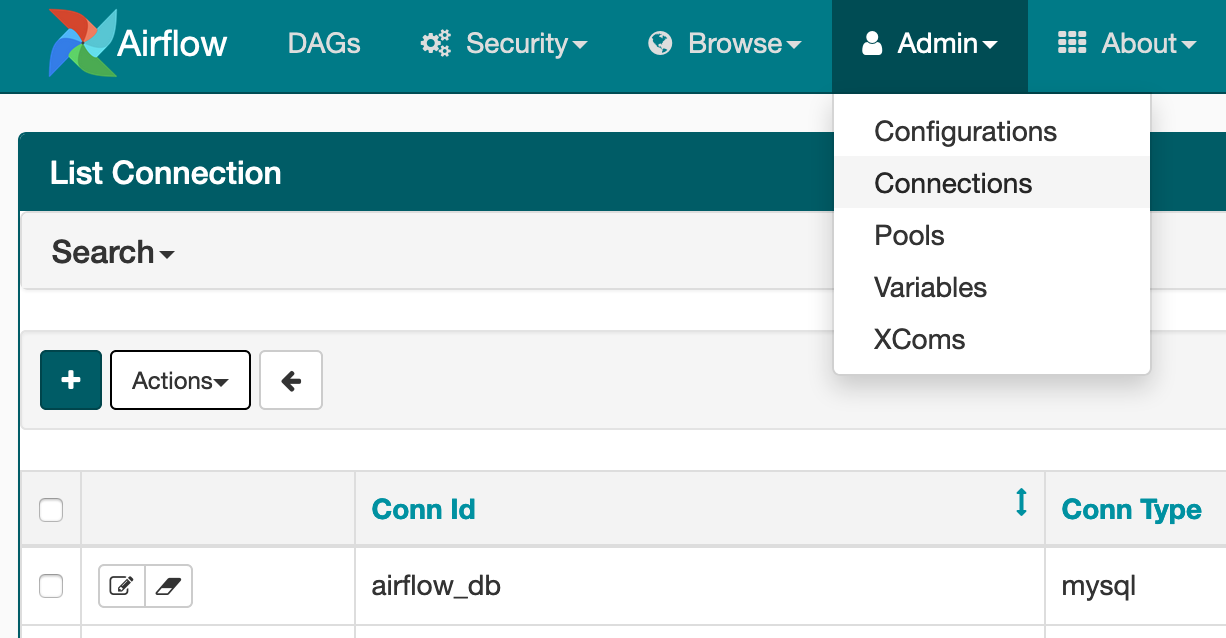 Airflow DAGs Security Browse Admin About
Configurations
List Connection
Connections
Pools
Search
Variables
XComs
+ Actions
Conn Id Conn Type
airflow_db mysql